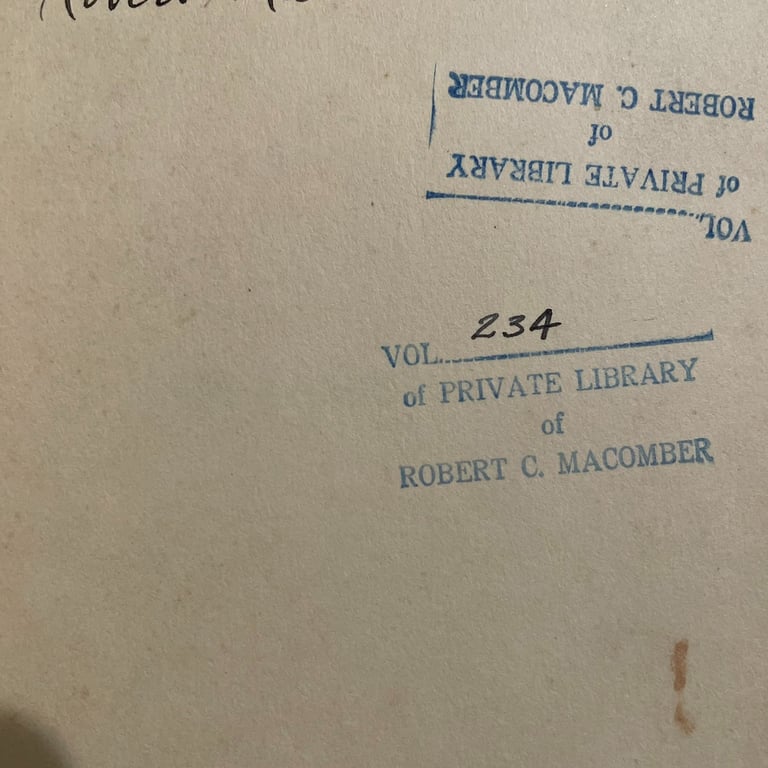 ROBERT C. MACOMBER
of
of PRIVATE LIBRARY
VOL.
234
VOL.
of PRIVATE LIBRARY
of
ROBERT C. MACOMBER